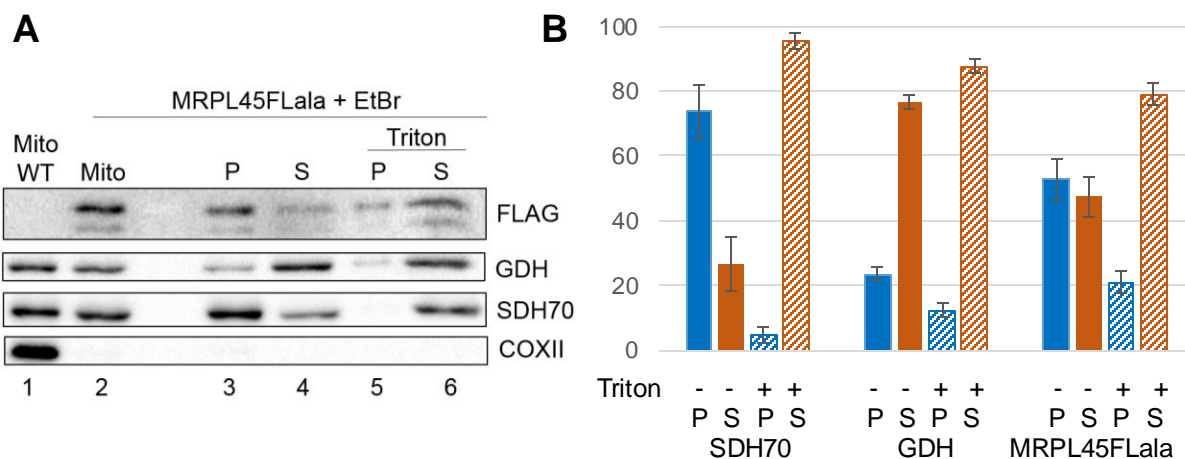 A
MRPL45FLala + EtBr
Mito
WT
Mito
P
S
Triton
P
S
FLAG
GDH
SDH70
COXII
1 2 3 4 5 6
B
100
80
60
40
20
0
Triton - - + + - - + + - - + +
P S P S P S P S P S P S
SDH70 GDH MRPL45FLala